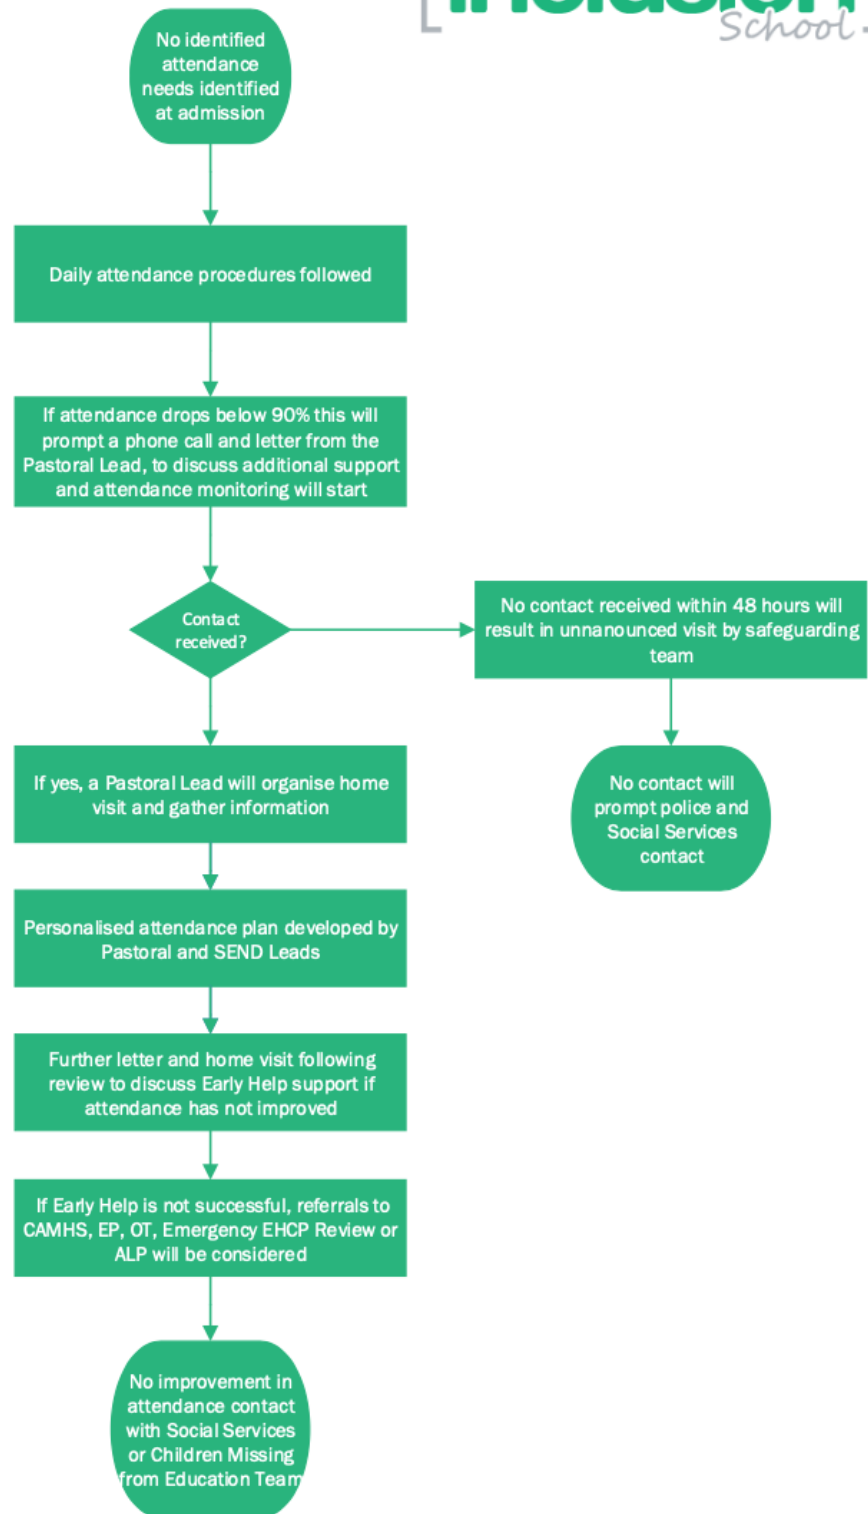 School
No identified
attendance
needs identified
at admission
Daily attendance procedures followed
If attendance drops below 90% this will
prompt a phone call and letter from the
Pastoral Lead, to discuss additional support
and attendance monitoring will start
Contact
received?
No contact received within 48 hours will
result in unnanounced visit by safeguarding
team
If yes, a Pastoral Lead will organise home
visit and gather information
No contact will
prompt police and
Social Services
contact
Personalised attendance plan developed by
Pastoral and SEND Leads
Further letter and home visit following
review to discuss Early Help support if
attendance has not improved
If Early Help is not successful, referrals to
CAMHS, EP, OT, Emergency EHCP Review or
ALP will be considered
No improvement in
attendance contact
with Social Services
or Children Missing
from Education Team